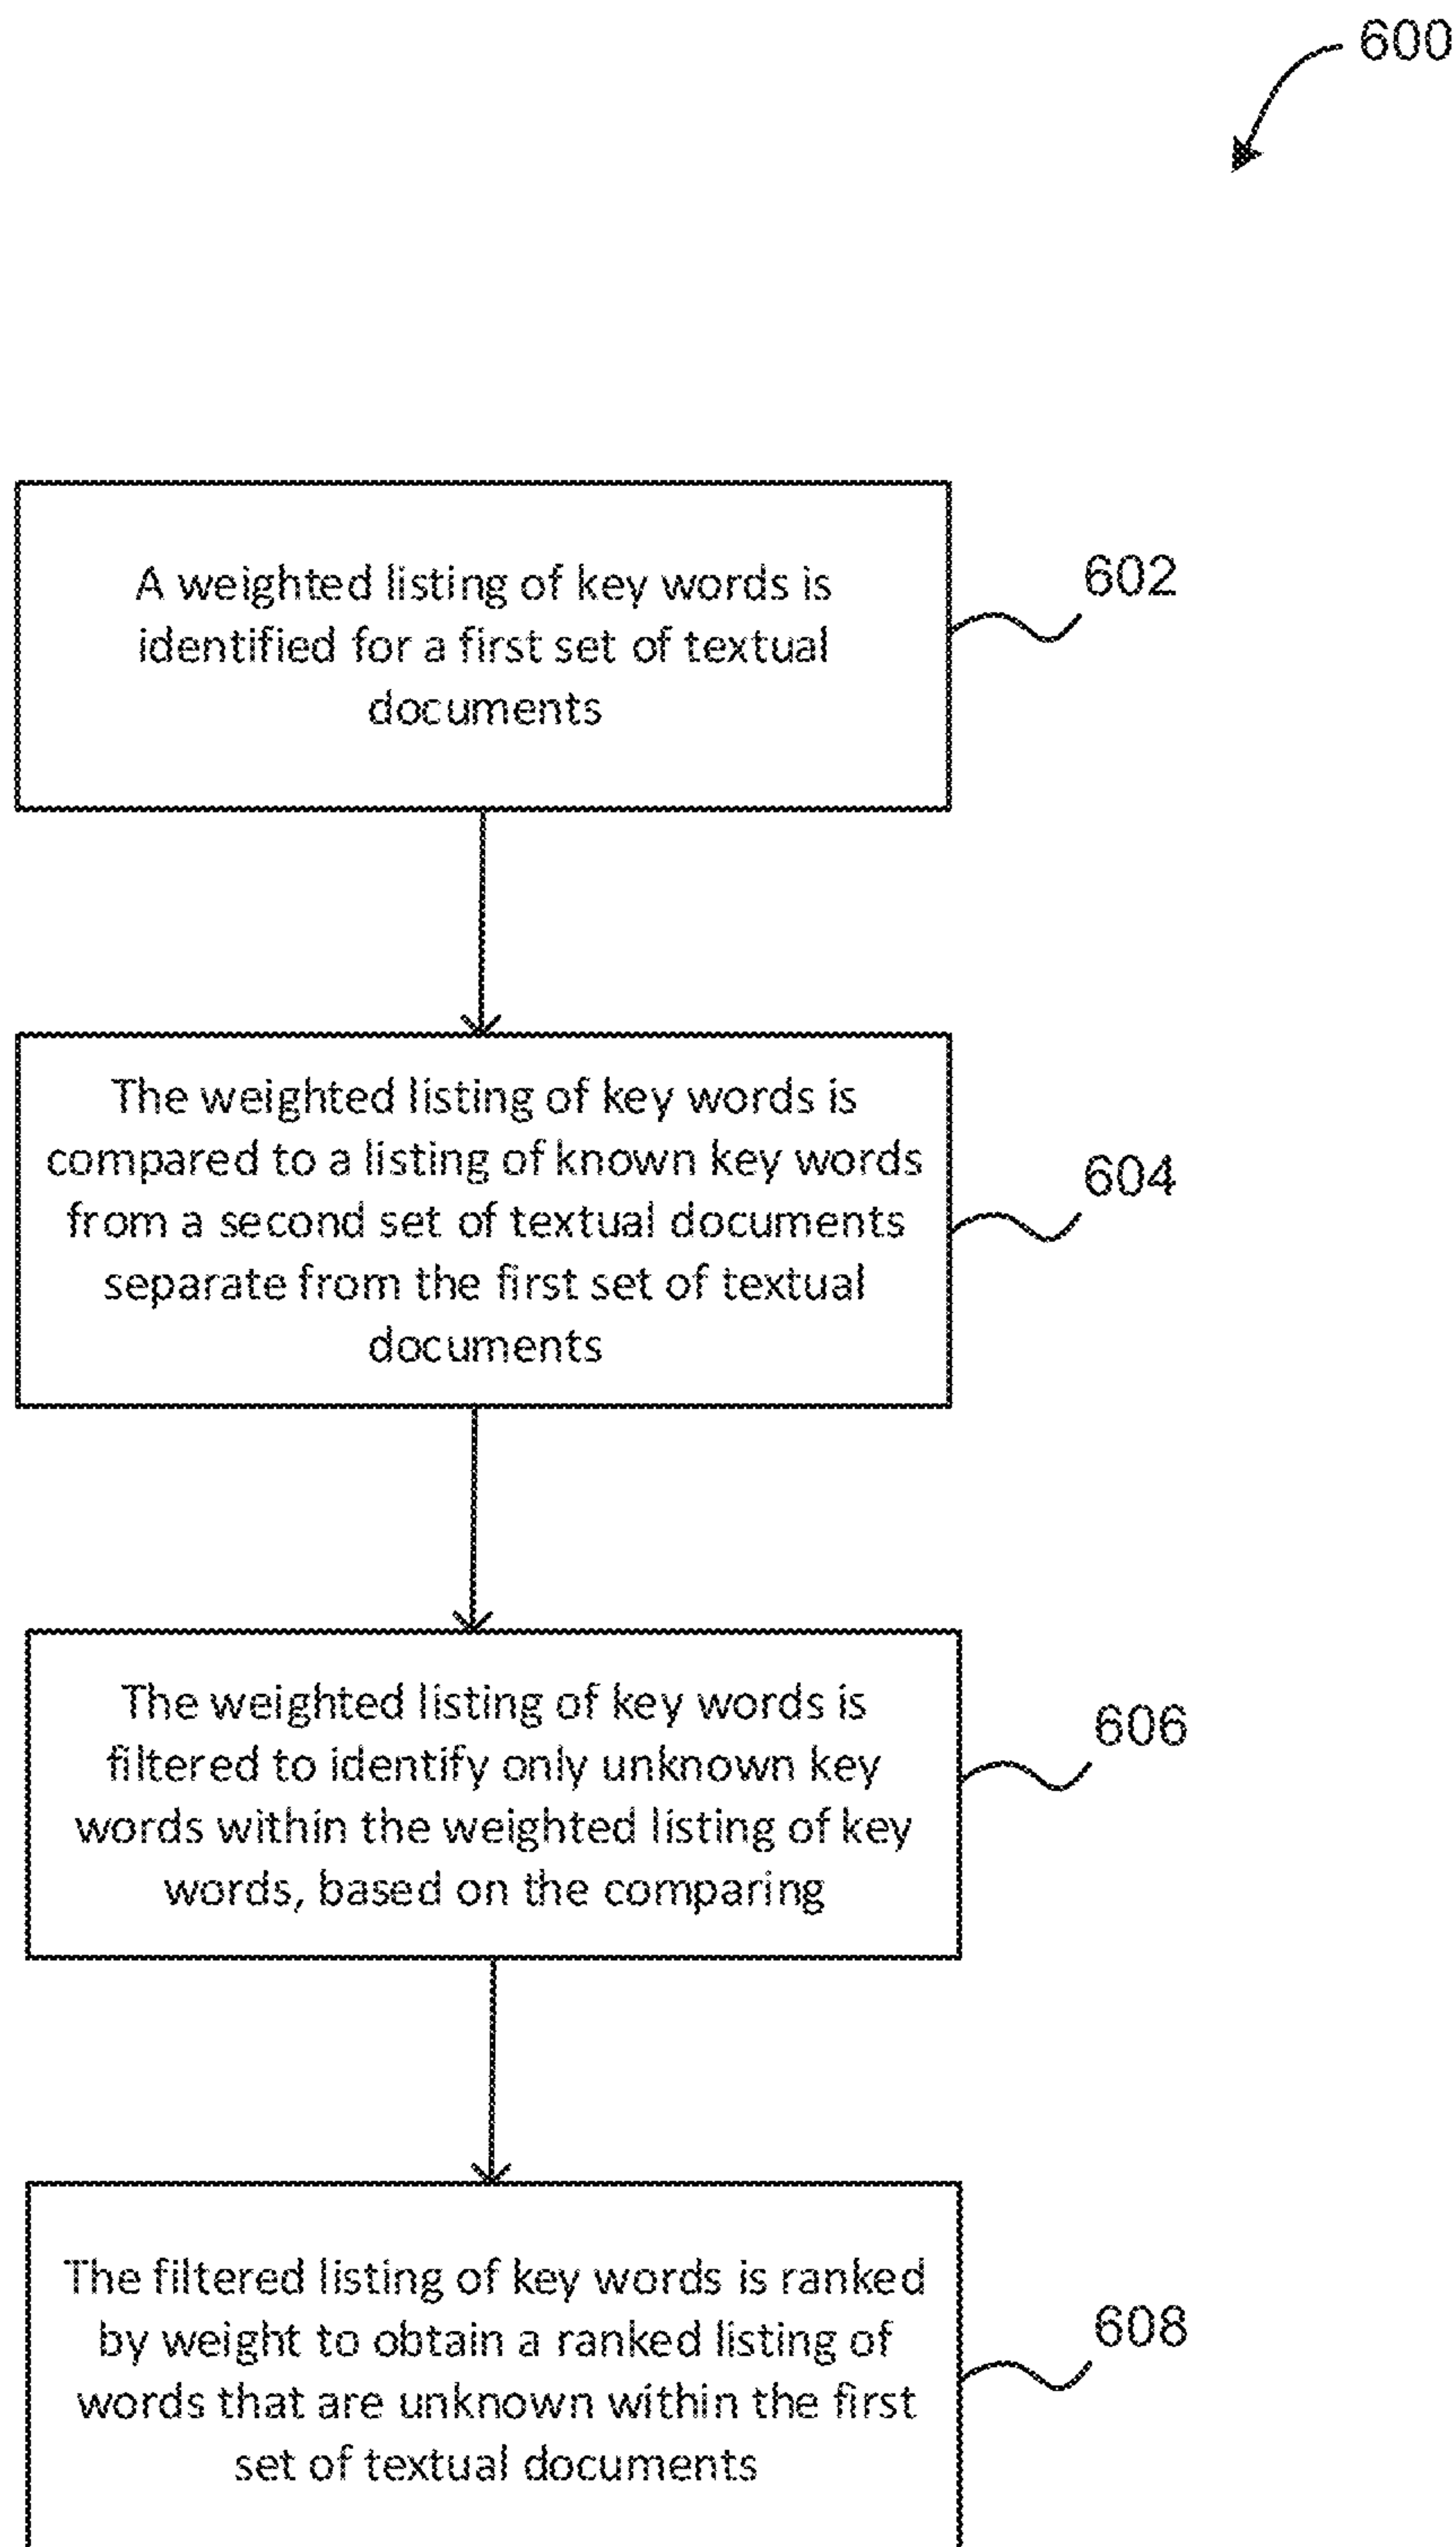 600
A weighted listing of key words is
identified for a first set of textual
documents
602
The weighted listing of key words is
compared to a listing of known key words
from a second set of textual documents
separate from the first set of textual
documents
604
The weighted listing of key words is
filtered to identify only unknown key
words within the weighted listing of key
words, based on the comparing
606
The filtered listing of key words is ranked
by weight to obtain a ranked listing of
words that are unknown within the first
set of textual documents
608